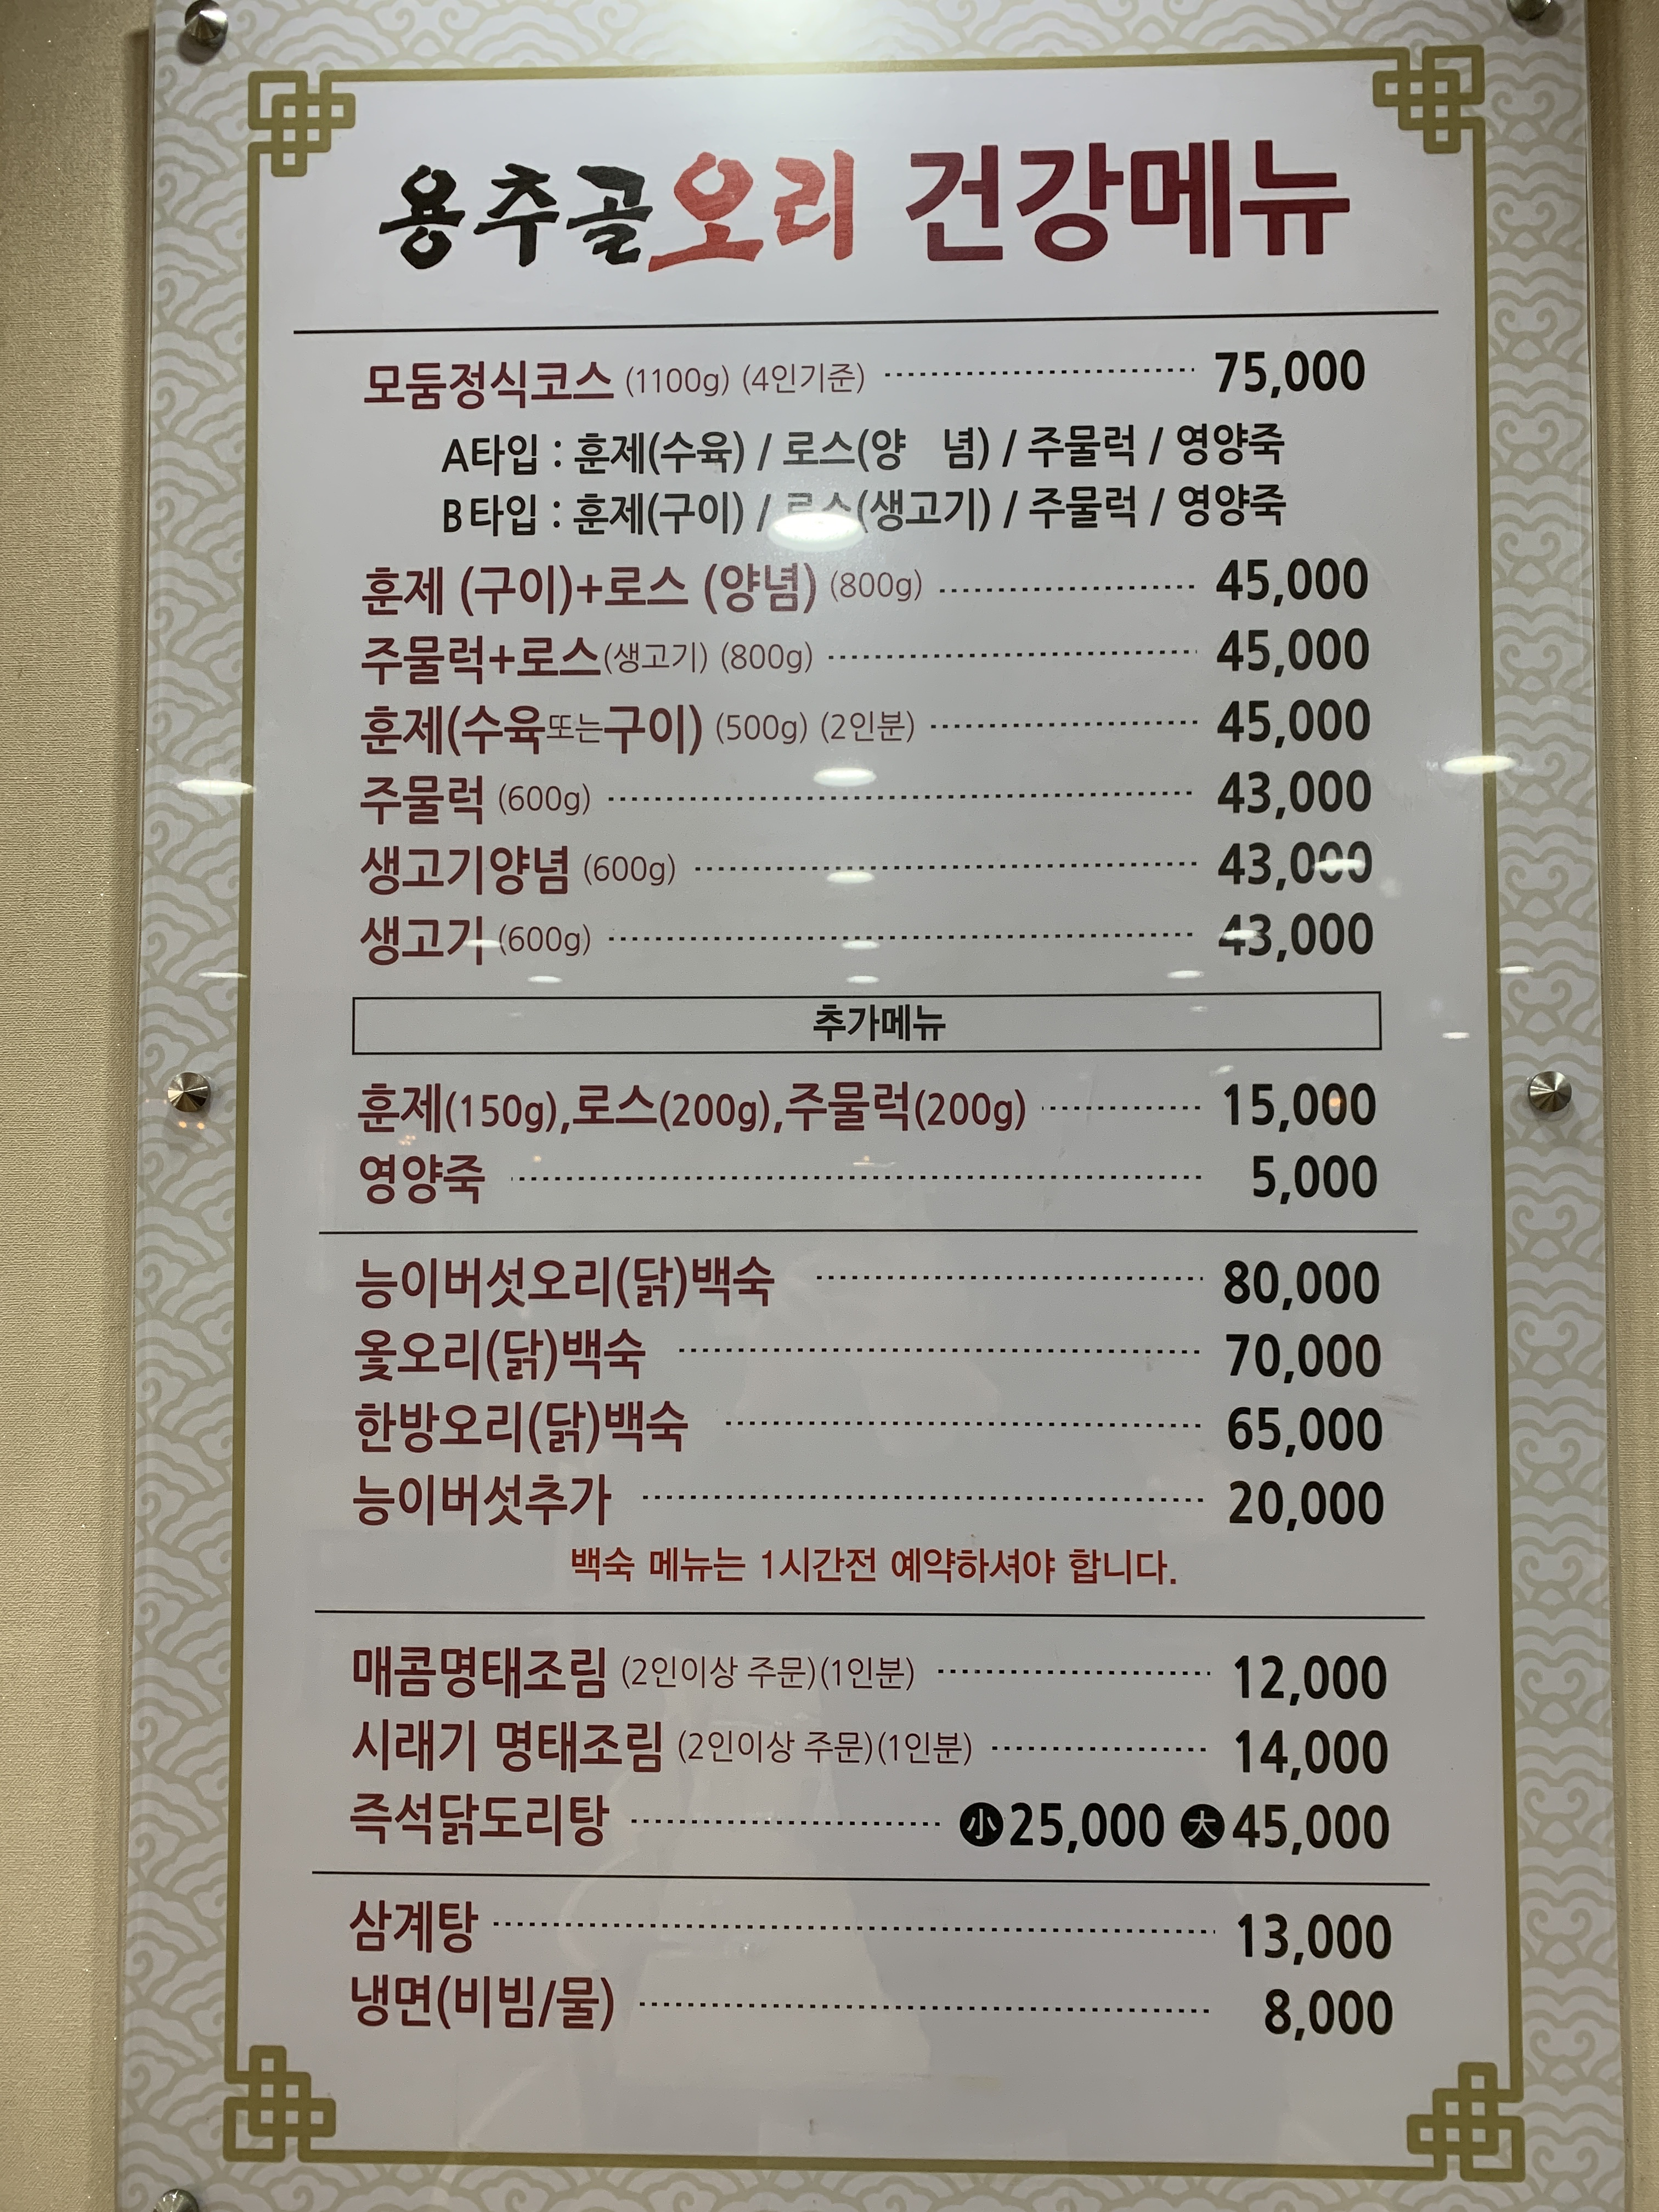 용추골오리 건강메뉴
모둠정식코스 (1100g) (4인기준) 75,000
A타입 : 훈제(수육) / 로스(양 념) / 주물럭 / 영양죽
B타입 : 훈제(구이) / 로스(생고기) / 주물럭 / 영양죽
훈제 (구이)+로스 (양념) (800g) 45,000
주물럭+로스(생고기) (800g) 45,000
훈제(수육또는구이) (500g) (2인분) 45,000
주물럭 (600g) 43,000
생고기양념 (600g) 43,000
생고기 (600g) 43,000
추가메뉴
훈제(150g),로스(200g),주물럭(200g) 15,000
영양죽 5,000
능이버섯오리(닭)백숙 80,000
옻오리(닭)백숙 70,000
한방오리(닭)백숙 65,000
능이버섯추가 20,000
백숙 메뉴는 1시간전 예약하셔야 합니다.
매콤명태조림 (2인이상 주문)(1인분) 12,000
시래기 명태조림 (2인이상 주문)(1인분) 14,000
즉석닭도리탕 小 25,000 大 45,000
삼계탕 13,000
냉면(비빔/물) 8,000